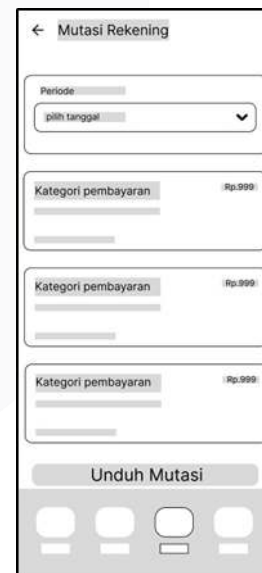 Mutasi Rekening
Periode
pilih tanggal
Kategori pembayaran
Rp.999
Kategori pembayaran
Rp.999
Kategori pembayaran
Rp.999
Unduh Mutasi